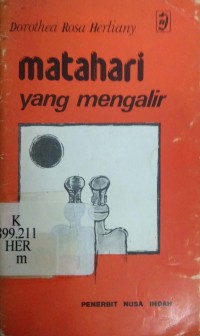 Dorothea Rosa Herliany
matahari
yang mengalir
K
899.211
HER
m
PENERBIT NUSA INDAH